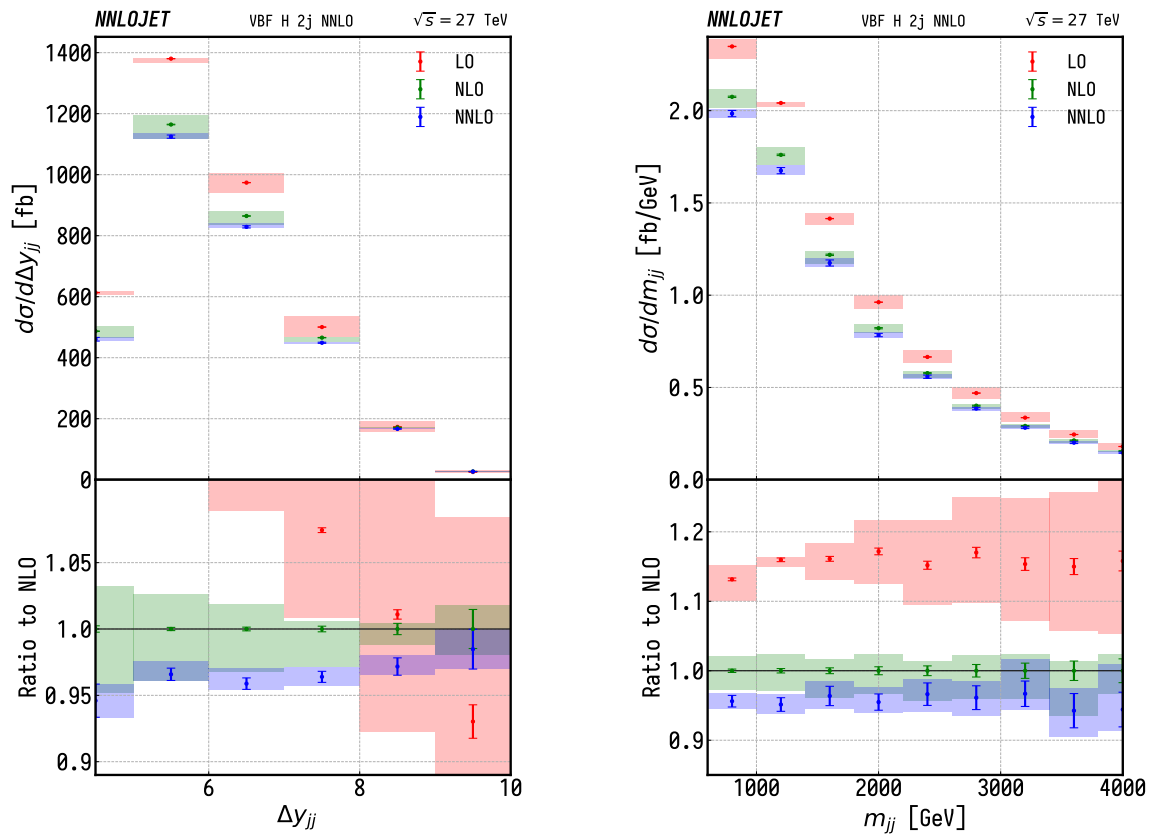 NNLOJET VBF H 2j NNLO √s = 27 TeV
LO
NLO
NNLO
1400
1200
1000
800
600
400
200
0
dσ/dΔy_jj [fb]
1.05
1.0
0.95
0.9
Ratio to NLO
6 8 10
Δy_jj
NNLOJET VBF H 2j NNLO √s = 27 TeV
LO
NLO
NNLO
2.0
1.5
1.0
0.5
0.0
dσ/dm_jj [fb/GeV]
1.2
1.1
1.0
0.9
Ratio to NLO
1000 2000 3000 4000
m_jj [GeV]